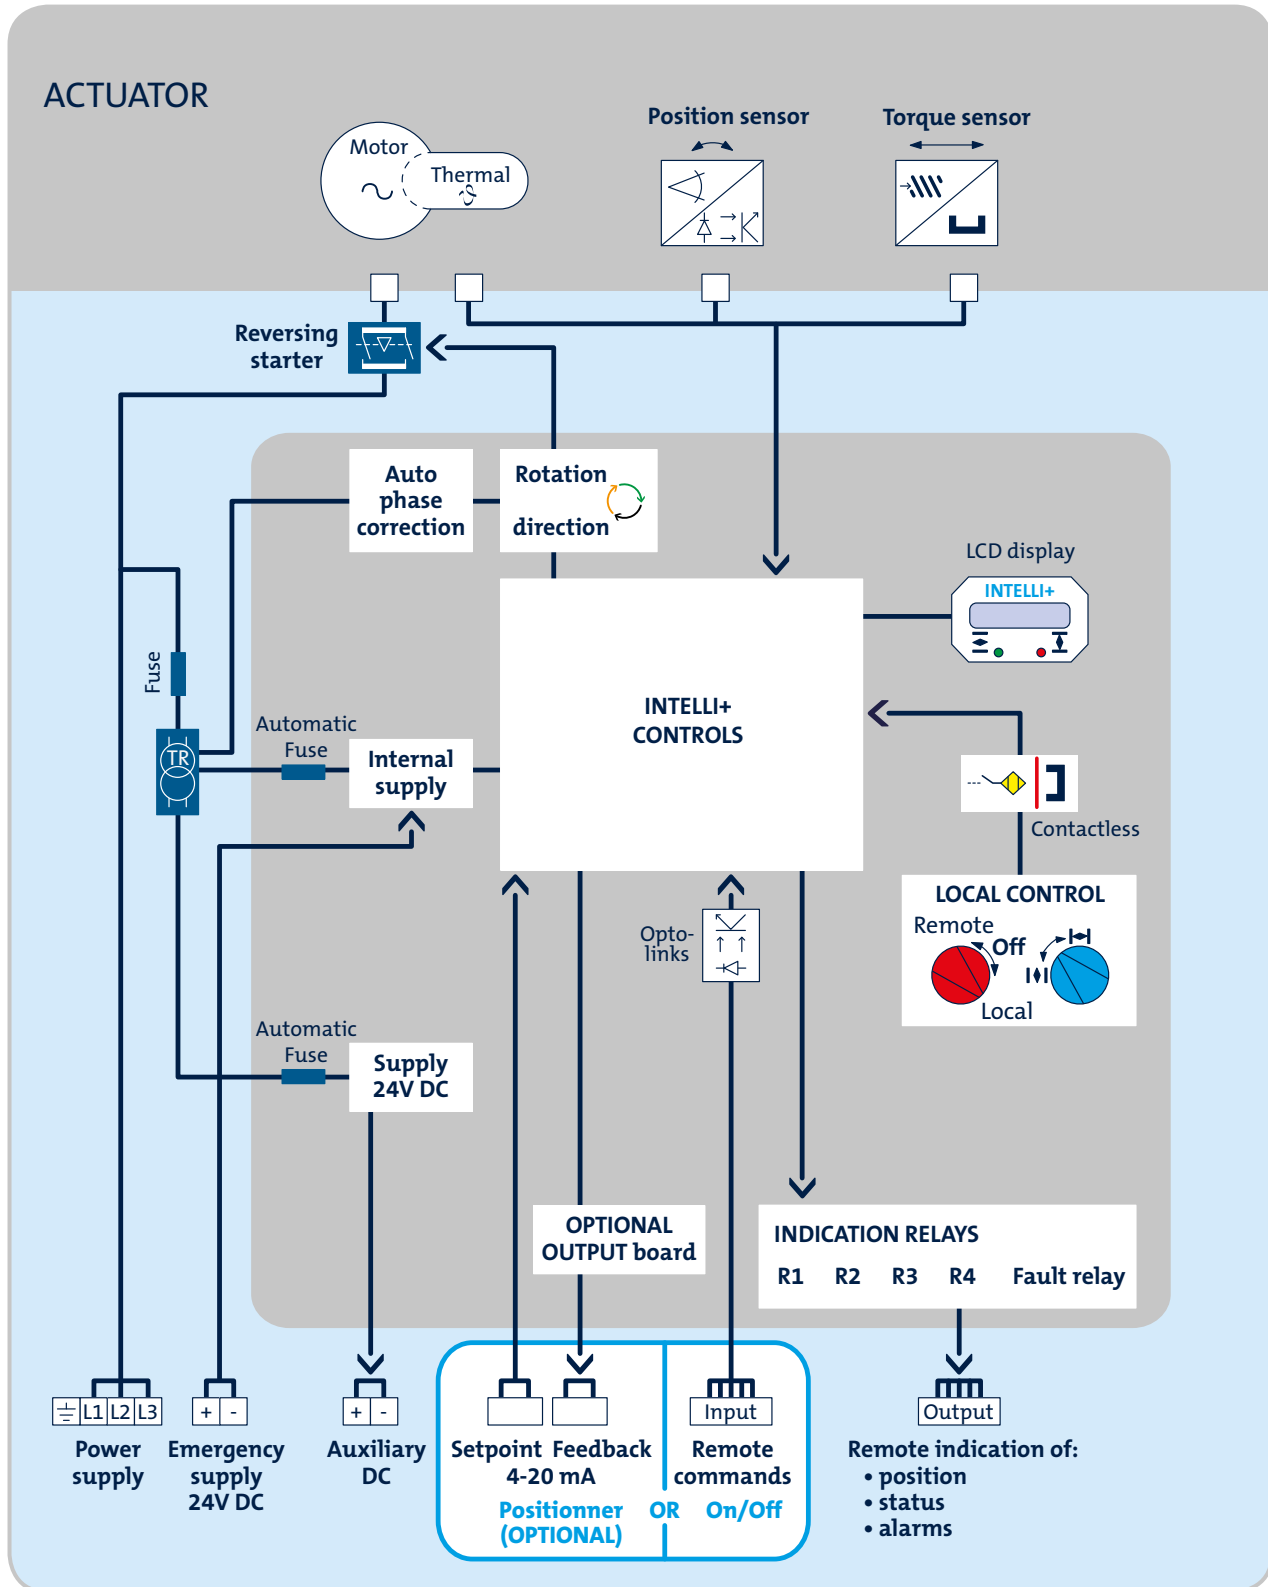 ACTUATOR
Position sensor
Torque sensor
Motor
Thermal
Reversing
starter
Auto
phase
correction
Rotation
direction
LCD display
INTELLI+
Fuse
TR
Automatic
Fuse
Internal
supply
INTELLI+
CONTROLS
Contactless
Opto-
links
LOCAL CONTROL
Remote
Off
Local
Automatic
Fuse
Supply
24V DC
OPTIONAL
OUTPUT board
INDICATION RELAYS
R1 R2 R3 R4 Fault relay
L1 L2 L3
+ -
+ -
Input
Output
Power
supply
Emergency
supply
24V DC
Auxiliary
DC
Setpoint Feedback
4-20 mA
Positionner
(OPTIONAL)
OR
Remote
commands
On/Off
Remote indication of:
• position
• status
• alarms